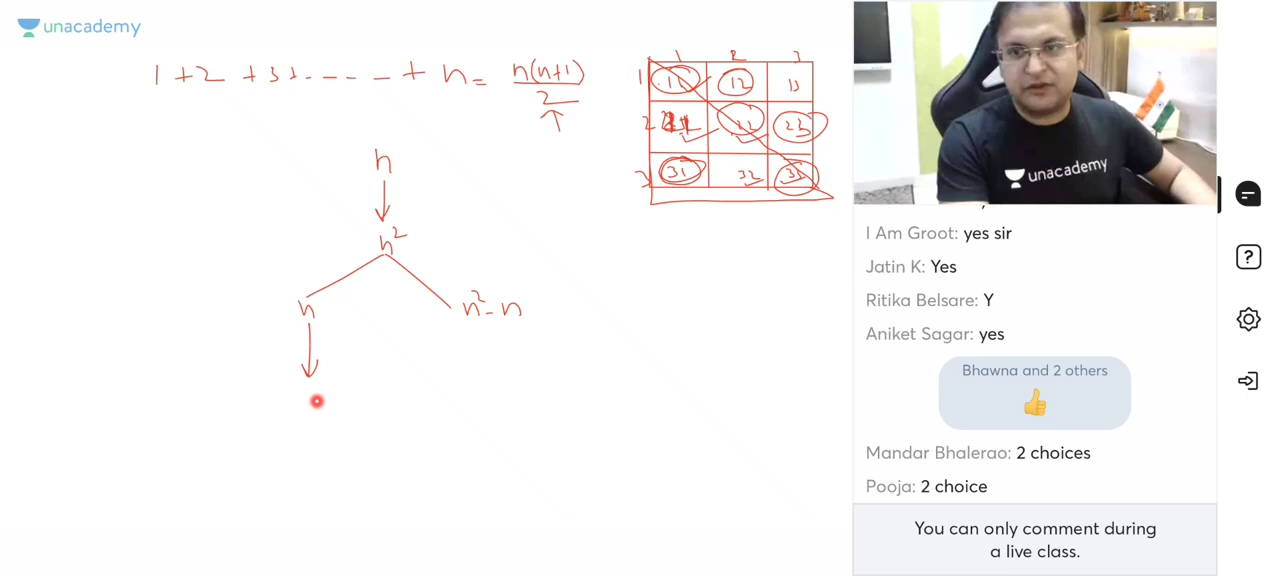 unacademy
1 + 2 + 3 + - - - - + n = n(n+1)/2
n
n²
n n² - n
1 2 3
1 11 12 13
2 21 22 23
3 31 32 33
unacademy
I Am Groot: yes sir
Jatin K: Yes
Ritika Belsare: Y
Aniket Sagar: yes
Bhawna and 2 others
👍
Mandar Bhalerao: 2 choices
Pooja: 2 choice
You can only comment during
a live class.